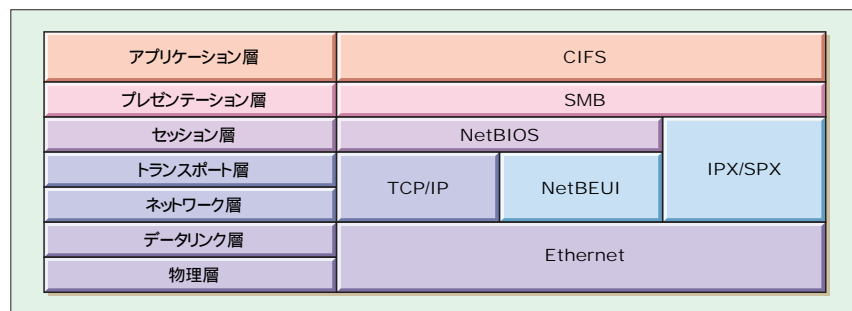 アプリケーション層
CIFS
プレゼンテーション層
SMB
セッション層
NetBIOS
IPX/SPX
トランスポート層
TCP/IP
NetBEUI
ネットワーク層
データリンク層
Ethernet
物理層